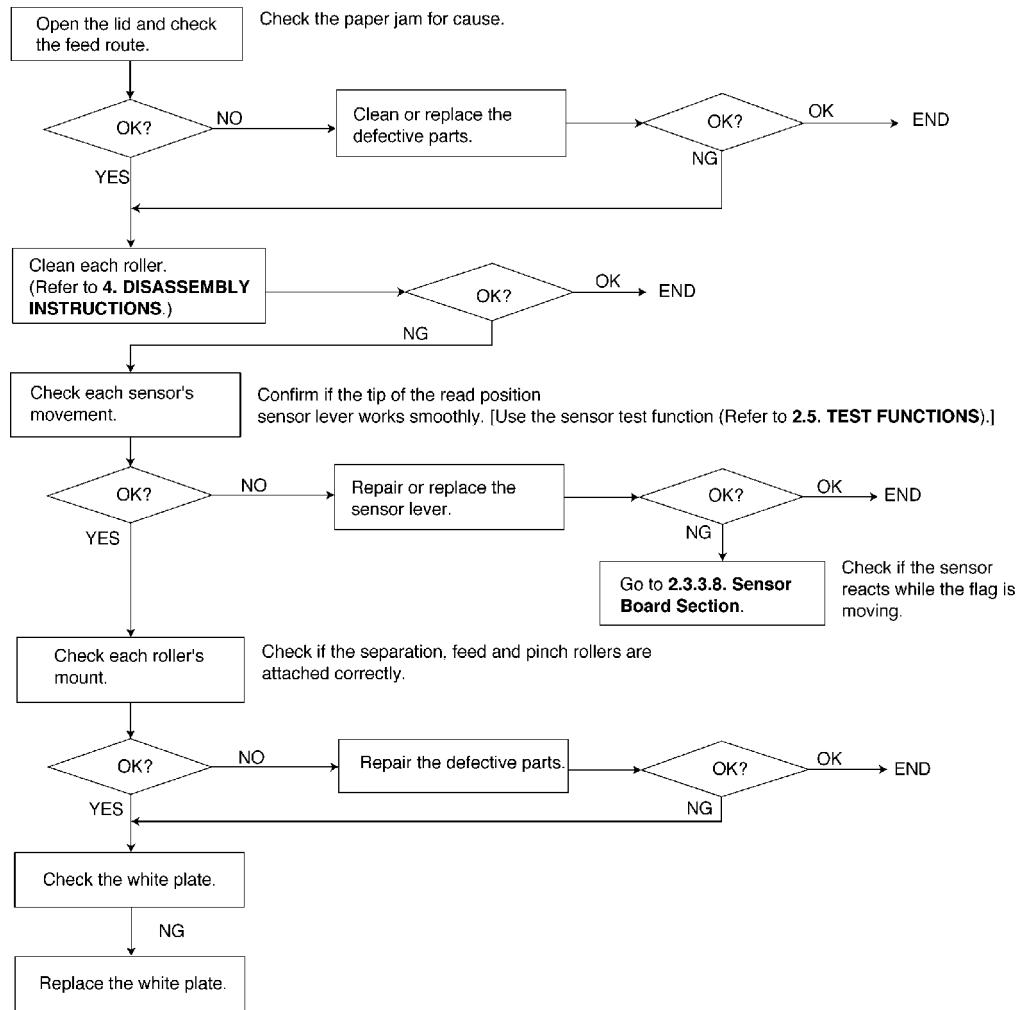 Open the lid and check
the feed route.
Check the paper jam for cause.
OK?
NO
Clean or replace the
defective parts.
OK?
OK
END
NG
YES
Clean each roller.
(Refer to 4. DISASSEMBLY
INSTRUCTIONS.)
OK?
OK
END
NG
Check each sensor's
movement.
Confirm if the tip of the read position
sensor lever works smoothly. [Use the sensor test function (Refer to 2.5. TEST FUNCTIONS).]
OK?
NO
Repair or replace the
sensor lever.
OK?
OK
END
YES
NG
Go to 2.3.3.8. Sensor
Board Section.
Check if the sensor
reacts while the flag is
moving.
Check each roller's
mount.
Check if the separation, feed and pinch rollers are
attached correctly.
OK?
NO
Repair the defective parts.
OK?
OK
END
YES
NG
Check the white plate.
NG
Replace the white plate.